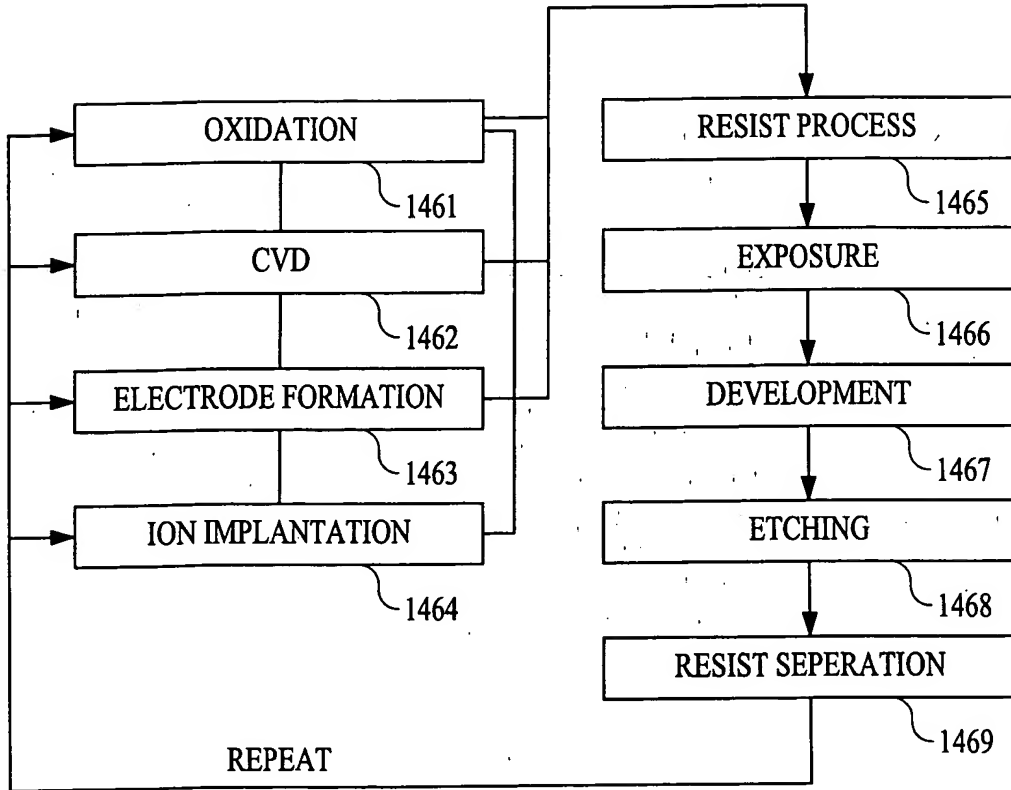 OXIDATION
1461
CVD
1462
ELECTRODE FORMATION
1463
ION IMPLANTATION
1464
RESIST PROCESS
1465
EXPOSURE
1466
DEVELOPMENT
1467
ETCHING
1468
RESIST SEPERATION
1469
REPEAT